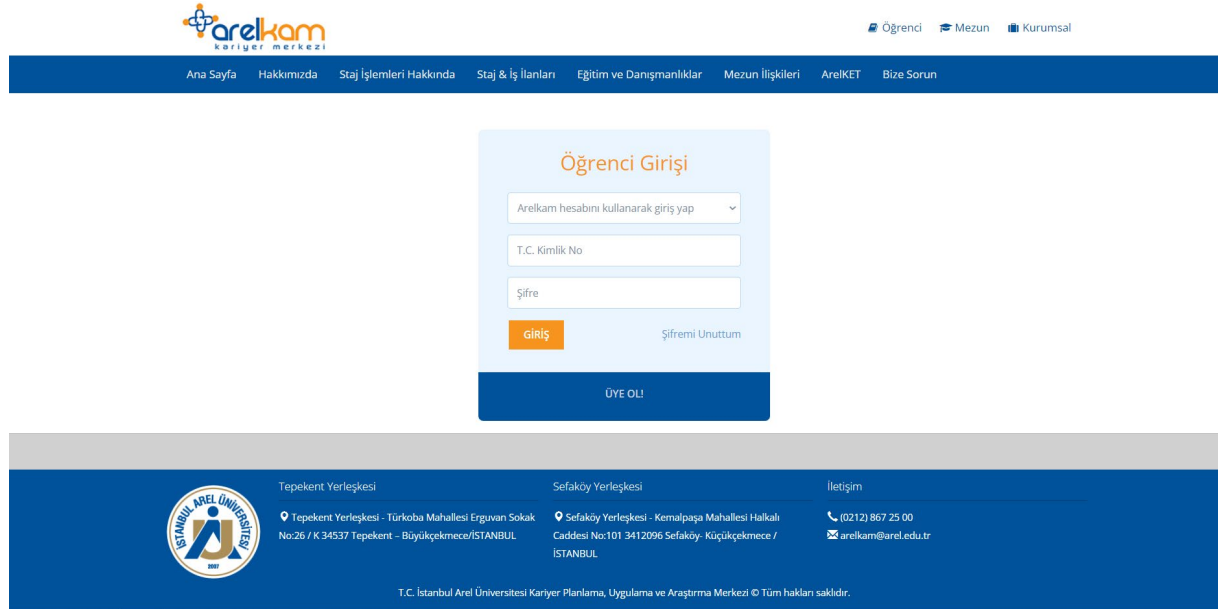 arelkam
kariyer merkezi
Öğrenci Mezun Kurumsal
Ana Sayfa Hakkımızda Staj İşlemleri Hakkında Staj & İş İlanları Eğitim ve Danışmanlıklar Mezun İlişkileri ArelKET Bize Sorun
Öğrenci Girişi
Arelkam hesabını kullanarak giriş yap
T.C. Kimlik No
Şifre
GİRİŞ Şifremi Unuttum
ÜYE OL!
İSTANBUL AREL ÜNİVERSİTESİ
2007
Tepekent Yerleşkesi
Tepekent Yerleşkesi - Türkoba Mahallesi Erguvan Sokak
No:26 / K 34537 Tepekent – Büyükçekmece/İSTANBUL
Sefaköy Yerleşkesi
Sefaköy Yerleşkesi - Kemalpaşa Mahallesi Halkalı
Caddesi No:101 3412096 Sefaköy- Küçükçekmece /
İSTANBUL
İletişim
(0212) 867 25 00
arelkam@arel.edu.tr
T.C. İstanbul Arel Üniversitesi Kariyer Planlama, Uygulama ve Araştırma Merkezi © Tüm hakları saklıdır.